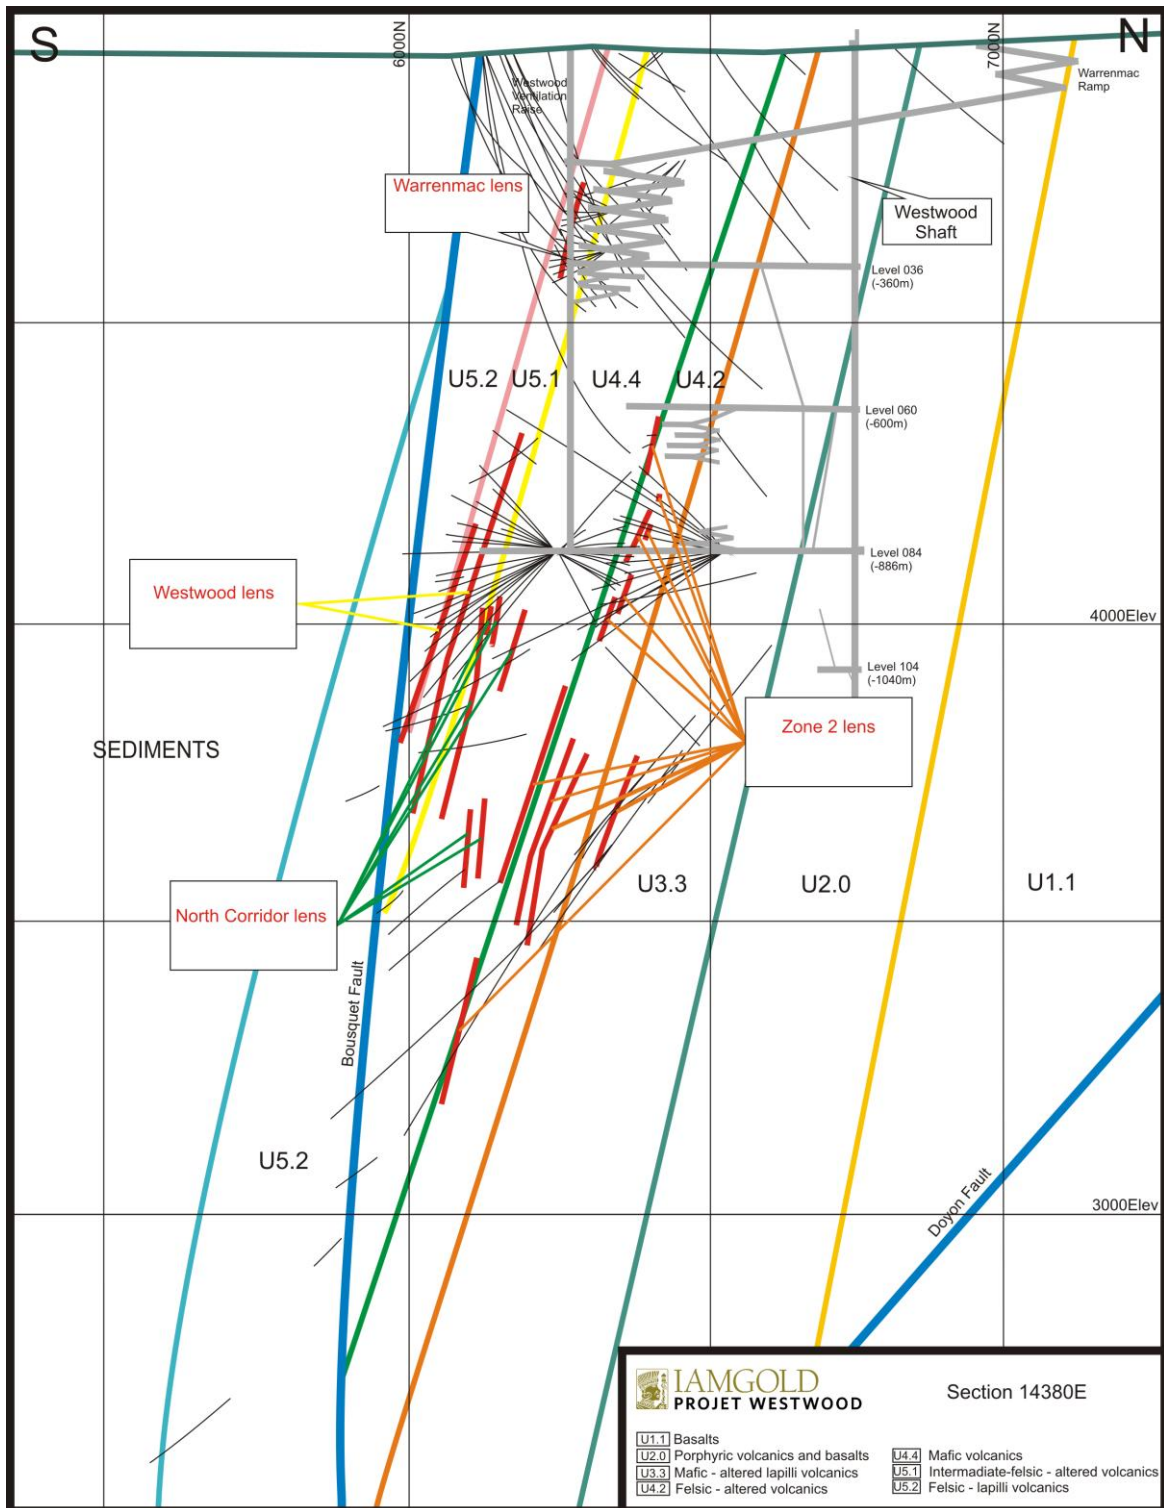 S
N
6000N
7000N
Westwood
Ventilation
Raise
Warrenmac
Ramp
Warrenmac lens
Westwood
Shaft
Level 036
(-360m)
U5.2
U5.1
U4.4
U4.2
Level 060
(-600m)
Level 084
(-886m)
Westwood lens
4000Elev
Level 104
(-1040m)
SEDIMENTS
Zone 2 lens
U3.3
U2.0
U1.1
North Corridor lens
Bousquet Fault
U5.2
Doyon Fault
3000Elev
IAMGOLD
PROJET WESTWOOD
Section 14380E
U1.1 Basalts
U2.0 Porphyric volcanics and basalts
U3.3 Mafic - altered lapilli volcanics
U4.2 Felsic - altered volcanics
U4.4 Mafic volcanics
U5.1 Intermadiate-felsic - altered volcanics
U5.2 Felsic - lapilli volcanics